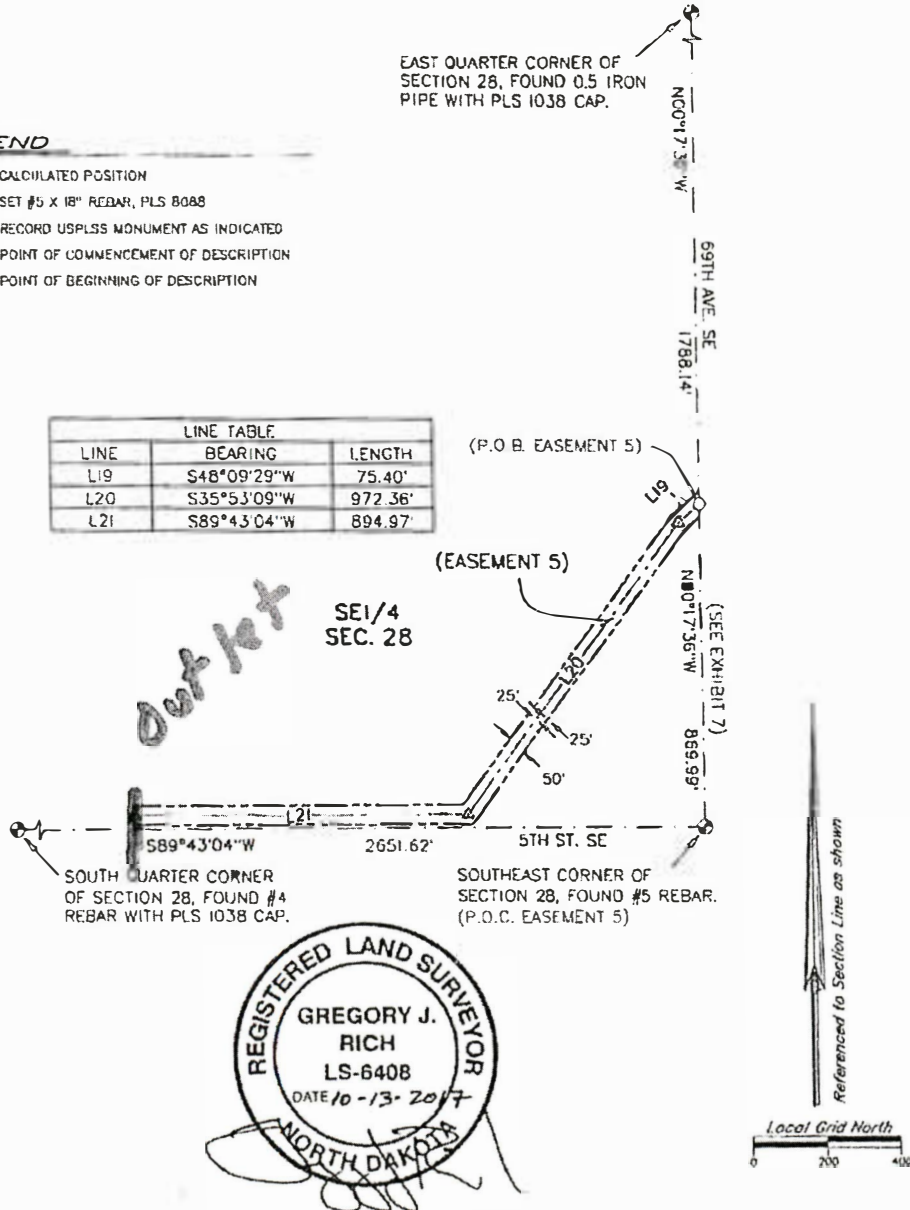 EAST QUARTER CORNER OF
SECTION 28, FOUND 0.5 IRON
PIPE WITH PLS 1038 CAP.
END
CALCULATED POSITION
SET #5 X 18" REBAR, PLS 8088
RECORD USPLSS MONUMENT AS INDICATED
POINT OF COMMENCEMENT OF DESCRIPTION
POINT OF BEGINNING OF DESCRIPTION
69TH AVE. SE
1788.14'
LINE TABLE
LINE BEARING LENGTH
L19 S48°09'29"W 75.40'
L20 S35°53'09"W 972.36'
L21 S89°43'04"W 894.97'
(P.O B. EASEMENT 5)
L19
(EASEMENT 5)
SE1/4
SEC. 28
Outlet
L20
(SEE EXHIBIT 7)
869.99'
25'
25'
50'
L21
S89°43'04"W 2651.62' 5TH ST. SE
SOUTH QUARTER CORNER
OF SECTION 28, FOUND #4
REBAR WITH PLS 1038 CAP.
SOUTHEAST CORNER OF
SECTION 28, FOUND #5 REBAR.
(P.O.C. EASEMENT 5)
REGISTERED LAND SURVEYOR
GREGORY J.
RICH
LS-6408
DATE 10-13-2017
NORTH DAKOTA
Referenced to Section Line as shown
Local Grid North
0 200 400